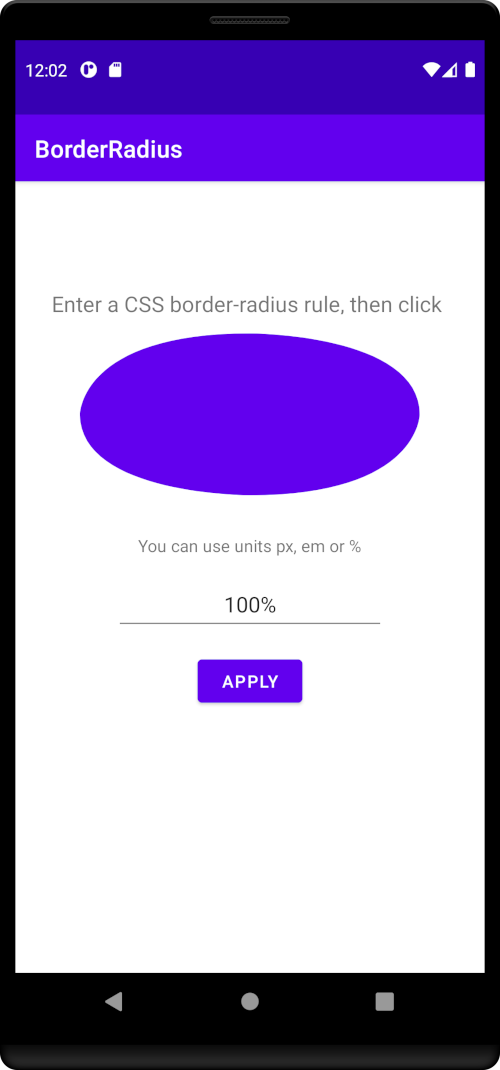 12:02
BorderRadius
Enter a CSS border-radius rule, then click
You can use units px, em or %
100%
APPLY